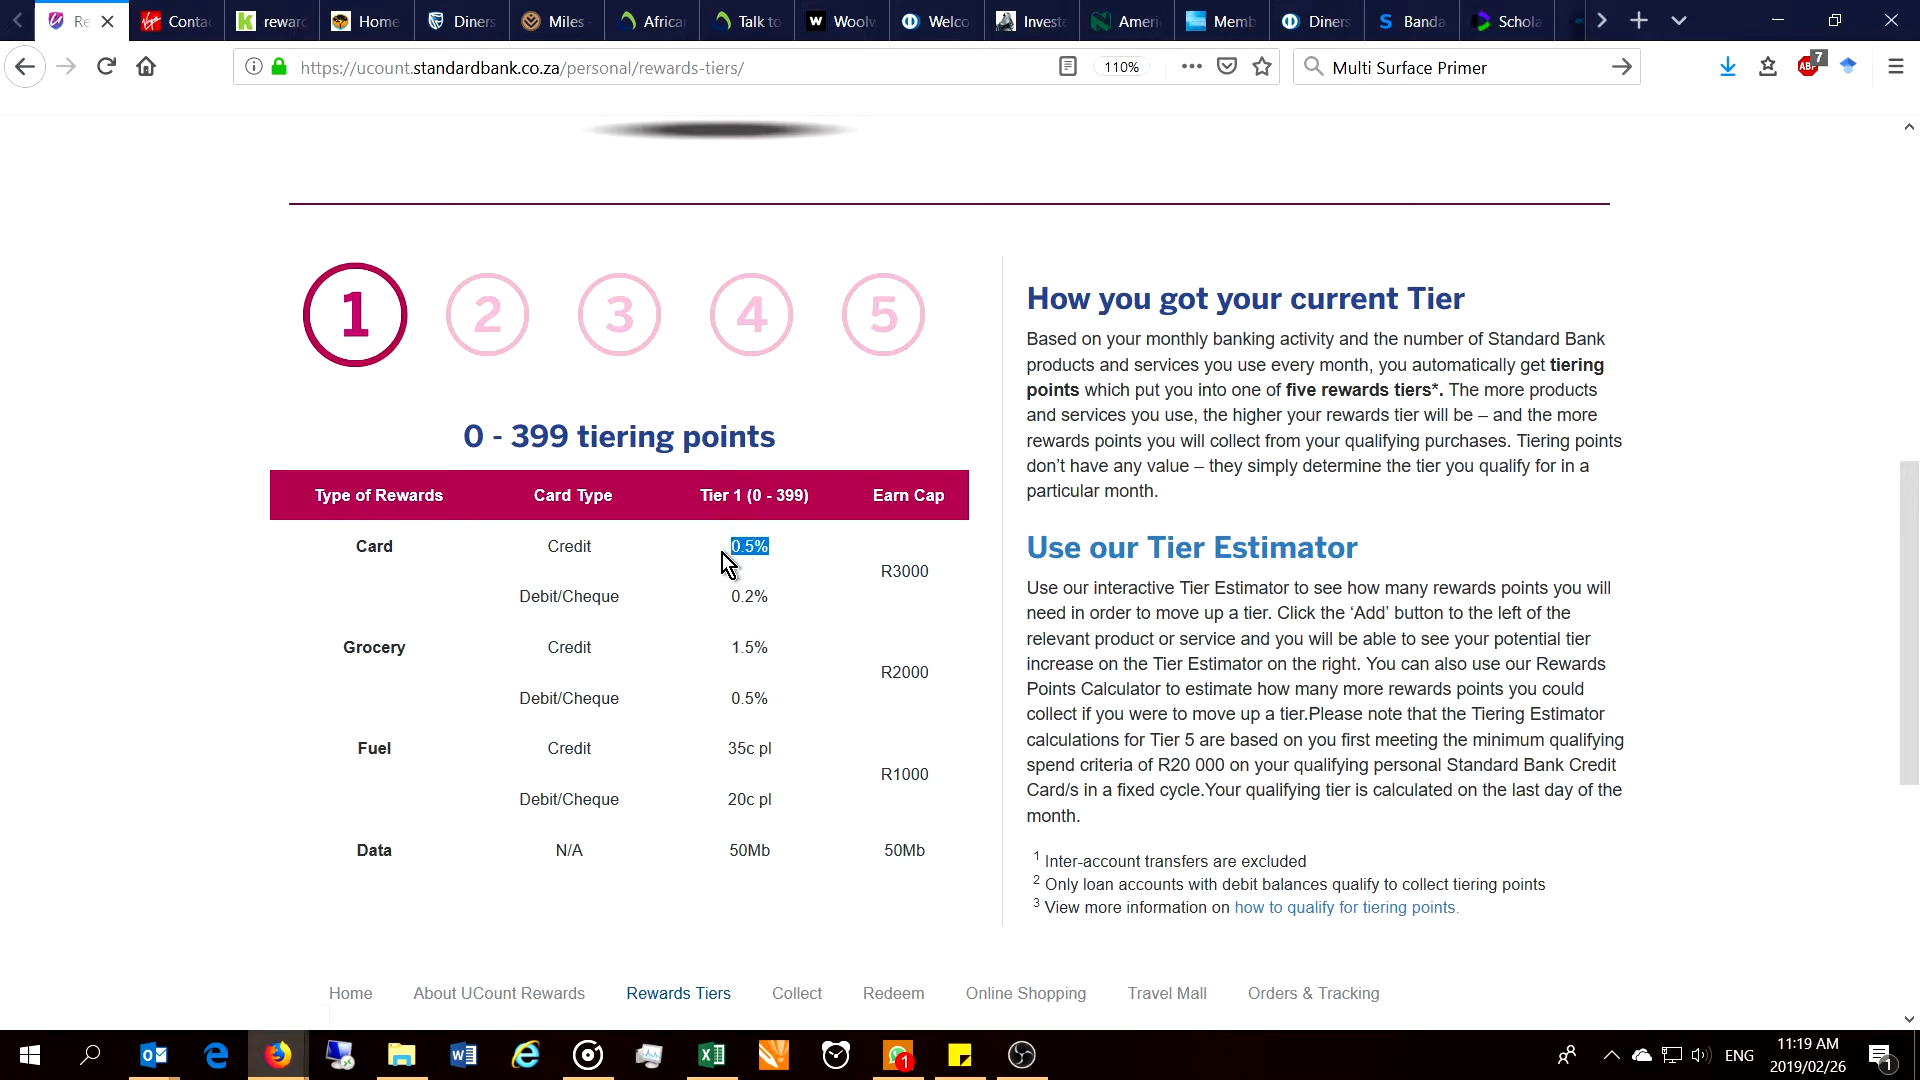 Re
Conta
rewar
Home
Diners
Miles
Africa
Talk to
Woolw
Welco
Investe
Ameri
Memb
Diners
Banda
Schola
https://ucount.standardbank.co.za/personal/rewards-tiers/
110%
Multi Surface Primer
ABP
7
1
2
3
4
5
0 - 399 tiering points
Type of Rewards Card Type Tier 1 (0 - 399) Earn Cap
Card Credit 0.5%
R3000
Debit/Cheque 0.2%
Grocery Credit 1.5%
R2000
Debit/Cheque 0.5%
Fuel Credit 35c pl
R1000
Debit/Cheque 20c pl
Data N/A 50Mb 50Mb
How you got your current Tier
Based on your monthly banking activity and the number of Standard Bank
products and services you use every month, you automatically get tiering
points which put you into one of five rewards tiers*. The more products
and services you use, the higher your rewards tier will be – and the more
rewards points you will collect from your qualifying purchases. Tiering points
don't have any value – they simply determine the tier you qualify for in a
particular month.
Use our Tier Estimator
Use our interactive Tier Estimator to see how many rewards points you will
need in order to move up a tier. Click the ‘Add’ button to the left of the
relevant product or service and you will be able to see your potential tier
increase on the Tier Estimator on the right. You can also use our Rewards
Points Calculator to estimate how many more rewards points you could
collect if you were to move up a tier.Please note that the Tiering Estimator
calculations for Tier 5 are based on you first meeting the minimum qualifying
spend criteria of R20 000 on your qualifying personal Standard Bank Credit
Card/s in a fixed cycle.Your qualifying tier is calculated on the last day of the
month.
1 Inter-account transfers are excluded
2 Only loan accounts with debit balances qualify to collect tiering points
3 View more information on how to qualify for tiering points.
Home About UCount Rewards Rewards Tiers Collect Redeem Online Shopping Travel Mall Orders & Tracking
1
ENG
11:19 AM
2019/02/26
1